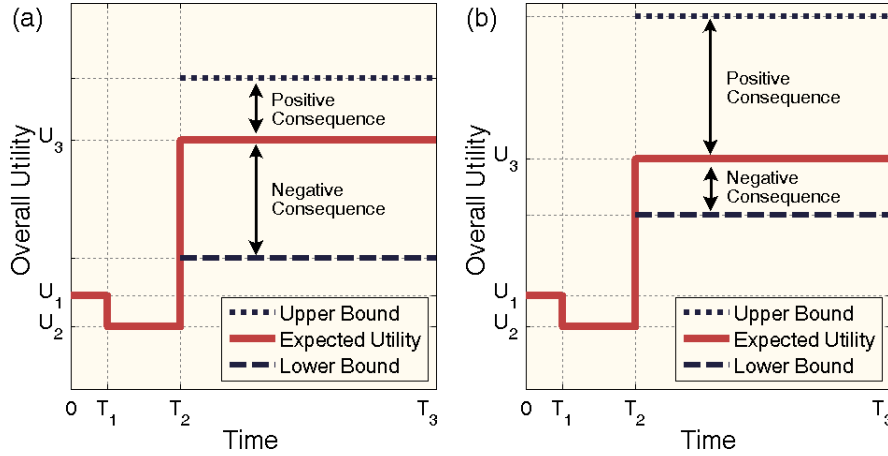 (a)
Overall Utility
U3
U1
U2
Positive
Consequence
Negative
Consequence
Upper Bound
Expected Utility
Lower Bound
0
T1
T2
T3
Time
(b)
Overall Utility
U3
U1
U2
Positive
Consequence
Negative
Consequence
Upper Bound
Expected Utility
Lower Bound
0
T1
T2
T3
Time